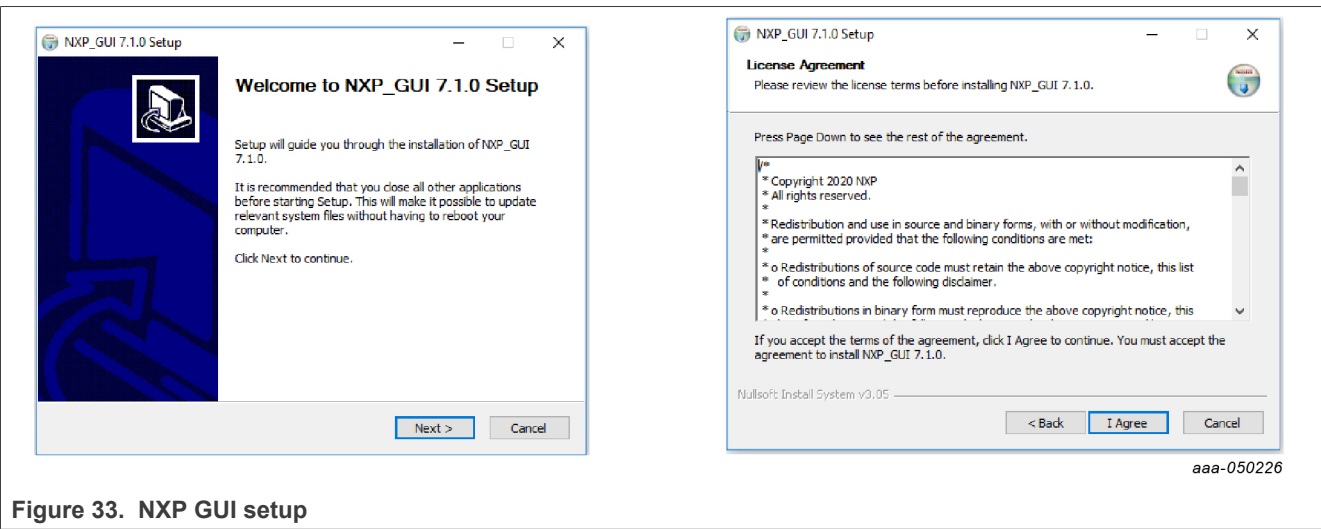 NXP_GUI 7.1.0 Setup
Welcome to NXP_GUI 7.1.0 Setup
Setup will guide you through the installation of NXP_GUI
7.1.0.
It is recommended that you close all other applications
before starting Setup. This will make it possible to update
relevant system files without having to reboot your
computer.
Click Next to continue.
Next >
Cancel
NXP_GUI 7.1.0 Setup
License Agreement
Please review the license terms before installing NXP_GUI 7.1.0.
Press Page Down to see the rest of the agreement.
/*
* Copyright 2020 NXP
* All rights reserved.
*
* Redistribution and use in source and binary forms, with or without modification,
* are permitted provided that the following conditions are met:
*
* o Redistributions of source code must retain the above copyright notice, this list
* of conditions and the following disclaimer.
*
* o Redistributions in binary form must reproduce the above copyright notice, this
If you accept the terms of the agreement, click I Agree to continue. You must accept the
agreement to install NXP_GUI 7.1.0.
Nullsoft Install System v3.05
< Back
I Agree
Cancel
aaa-050226
Figure 33. NXP GUI setup